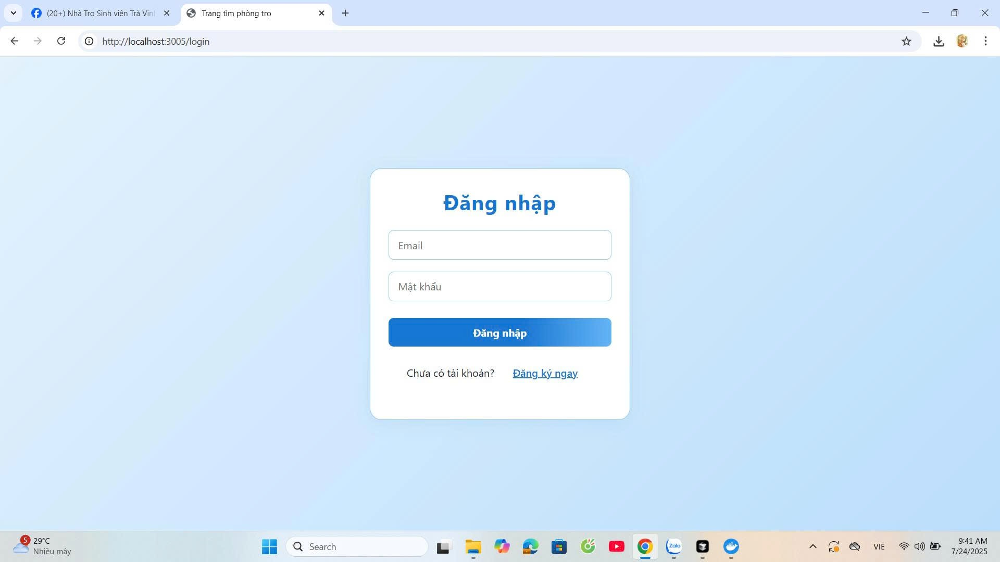 (20+) Nhà Trọ Sinh viên Trà Vinh
Trang tìm phòng trọ
http://localhost:3005/login
Đăng nhập
Email
Mật khẩu
Đăng nhập
Chưa có tài khoản? Đăng ký ngay
5
29°C
Nhiều mây
Search
Zalo
VIE
9:41 AM
7/24/2025